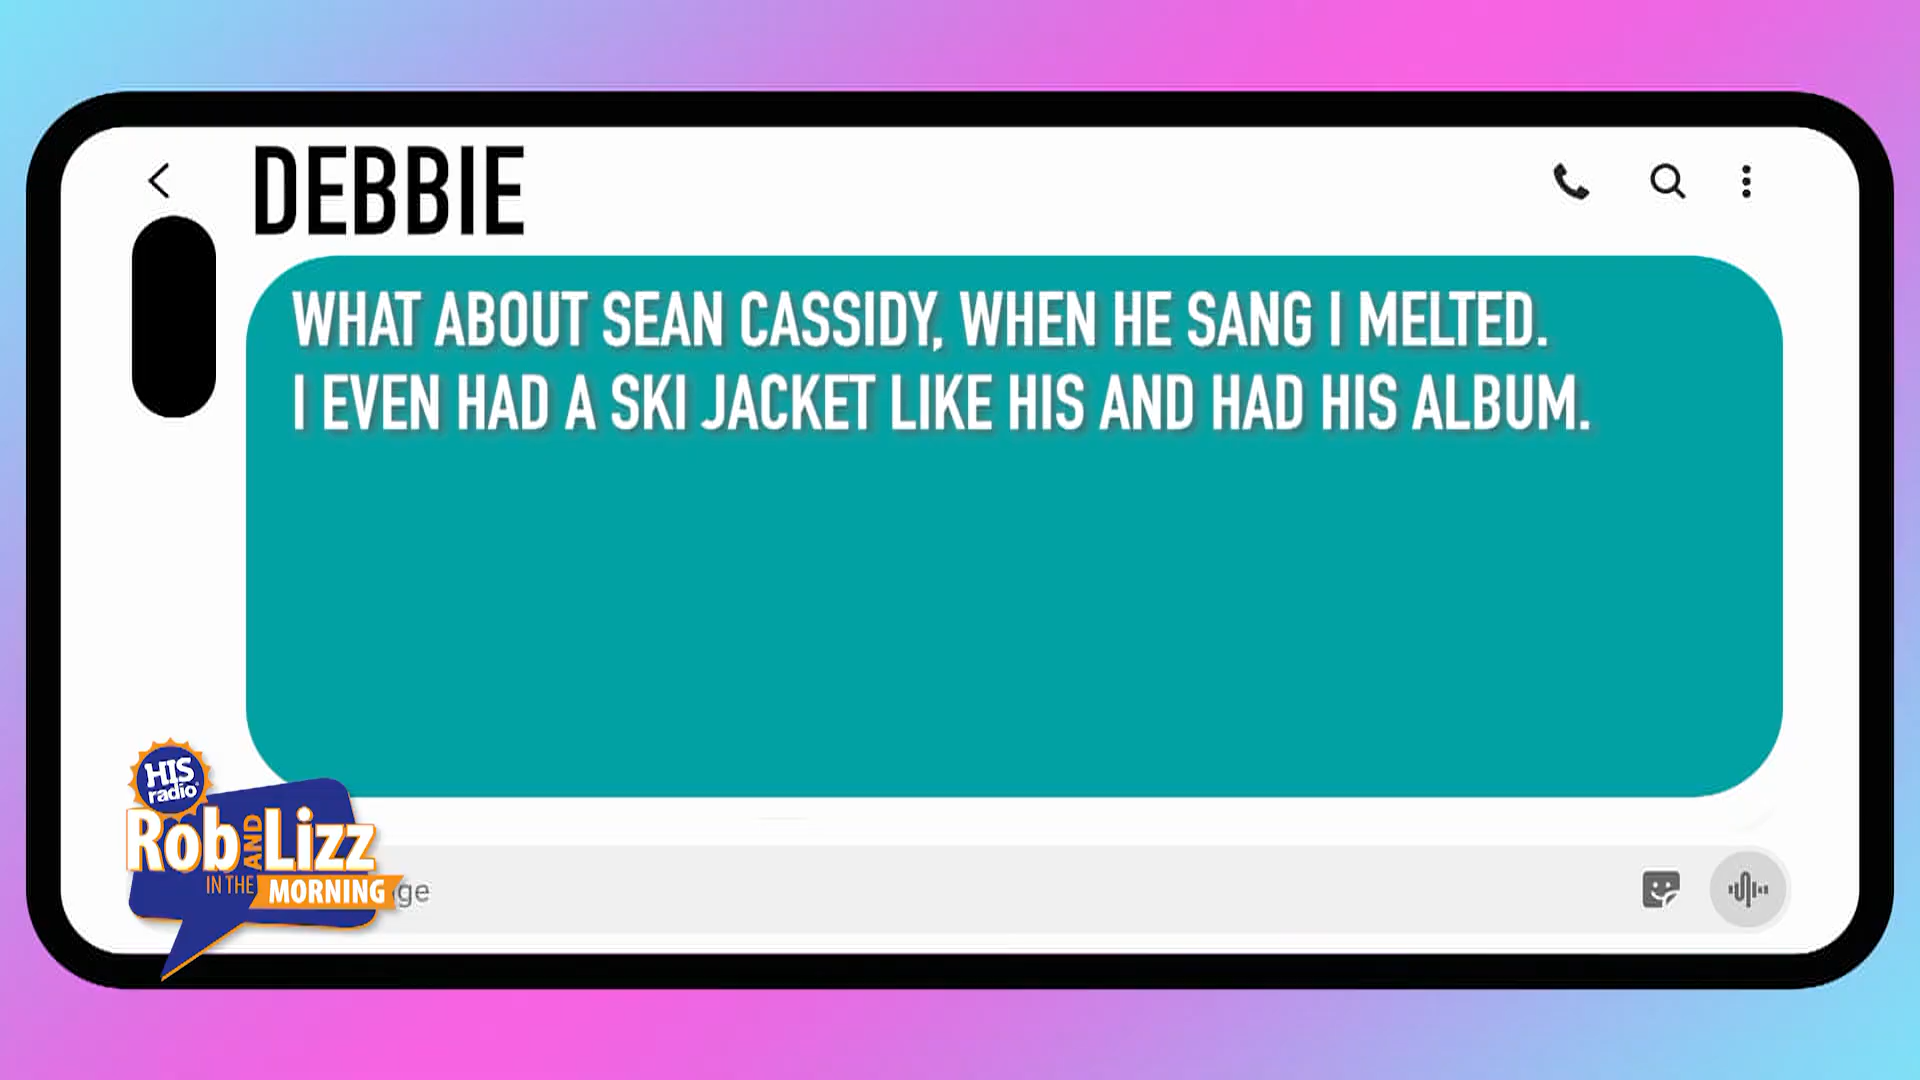 DEBBIE
WHAT ABOUT SEAN CASSIDY, WHEN HE SANG I MELTED.
I EVEN HAD A SKI JACKET LIKE HIS AND HAD HIS ALBUM.
HIS
radio
Rob AND Lizz
IN THE MORNING